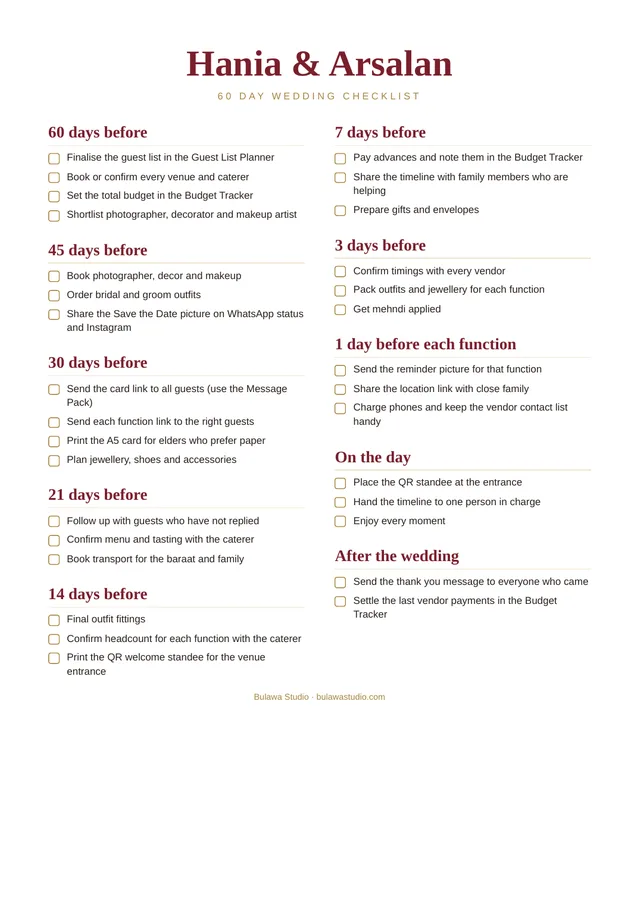 Hania & Arsalan
60 DAY WEDDING CHECKLIST
60 days before
Finalise the guest list in the Guest List Planner
Book or confirm every venue and caterer
Set the total budget in the Budget Tracker
Shortlist photographer, decorator and makeup artist
45 days before
Book photographer, decor and makeup
Order bridal and groom outfits
Share the Save the Date picture on WhatsApp status
and Instagram
30 days before
Send the card link to all guests (use the Message
Pack)
Send each function link to the right guests
Print the A5 card for elders who prefer paper
Plan jewellery, shoes and accessories
21 days before
Follow up with guests who have not replied
Confirm menu and tasting with the caterer
Book transport for the baraat and family
14 days before
Final outfit fittings
Confirm headcount for each function with the caterer
Print the QR welcome standee for the venue
entrance
7 days before
Pay advances and note them in the Budget Tracker
Share the timeline with family members who are
helping
Prepare gifts and envelopes
3 days before
Confirm timings with every vendor
Pack outfits and jewellery for each function
Get mehndi applied
1 day before each function
Send the reminder picture for that function
Share the location link with close family
Charge phones and keep the vendor contact list
handy
On the day
Place the QR standee at the entrance
Hand the timeline to one person in charge
Enjoy every moment
After the wedding
Send the thank you message to everyone who came
Settle the last vendor payments in the Budget
Tracker
Bulawa Studio · bulawastudio.com